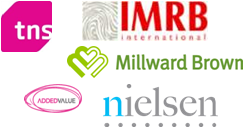 tns
IMRB
international
Millward Brown
ADDEDVALUE
nielsen